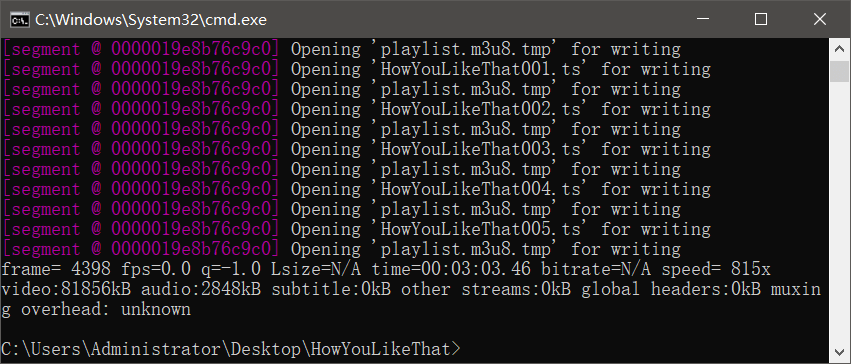 C:\Windows\System32\cmd.exe
[segment @ 0000019e8b76c9c0] Opening 'playlist.m3u8.tmp' for writing
[segment @ 0000019e8b76c9c0] Opening 'HowYouLikeThat001.ts' for writing
[segment @ 0000019e8b76c9c0] Opening 'playlist.m3u8.tmp' for writing
[segment @ 0000019e8b76c9c0] Opening 'HowYouLikeThat002.ts' for writing
[segment @ 0000019e8b76c9c0] Opening 'playlist.m3u8.tmp' for writing
[segment @ 0000019e8b76c9c0] Opening 'HowYouLikeThat003.ts' for writing
[segment @ 0000019e8b76c9c0] Opening 'playlist.m3u8.tmp' for writing
[segment @ 0000019e8b76c9c0] Opening 'HowYouLikeThat004.ts' for writing
[segment @ 0000019e8b76c9c0] Opening 'playlist.m3u8.tmp' for writing
[segment @ 0000019e8b76c9c0] Opening 'HowYouLikeThat005.ts' for writing
[segment @ 0000019e8b76c9c0] Opening 'playlist.m3u8.tmp' for writing
frame= 4398 fps=0.0 q=-1.0 Lsize=N/A time=00:03:03.46 bitrate=N/A speed= 815x
video:81856kB audio:2848kB subtitle:0kB other streams:0kB global headers:0kB muxin
g overhead: unknown
C:\Users\Administrator\Desktop\HowYouLikeThat>